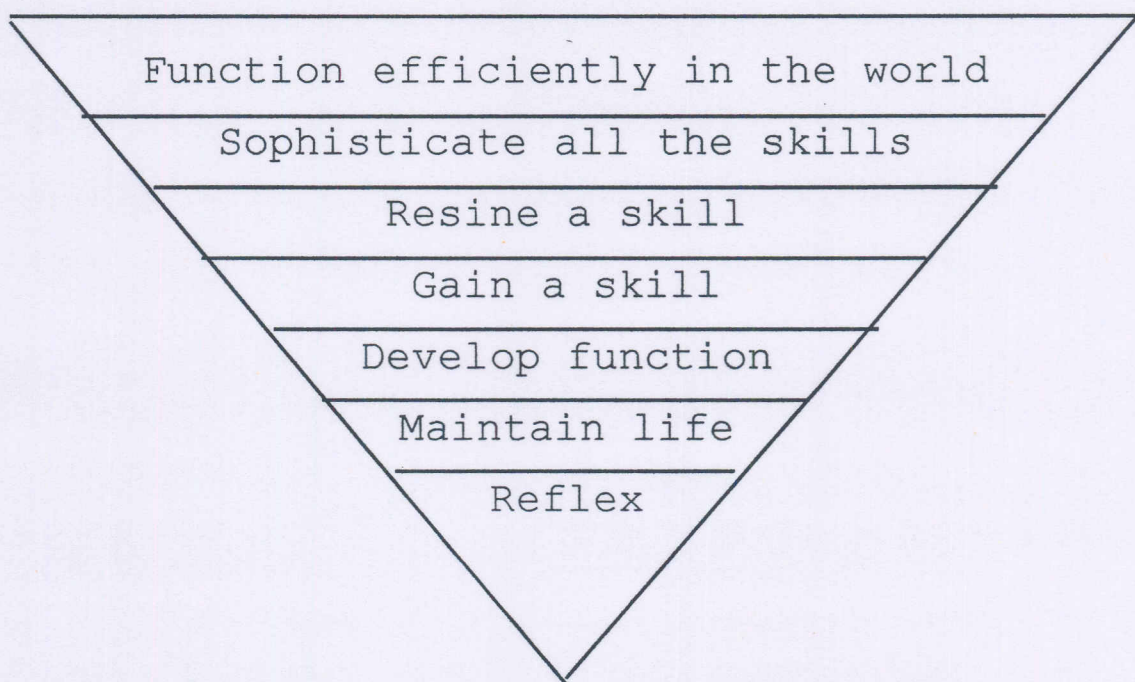 Function efficiently in the world
Sophisticate all the skills
Resine a skill
Gain a skill
Develop function
Maintain life
Reflex